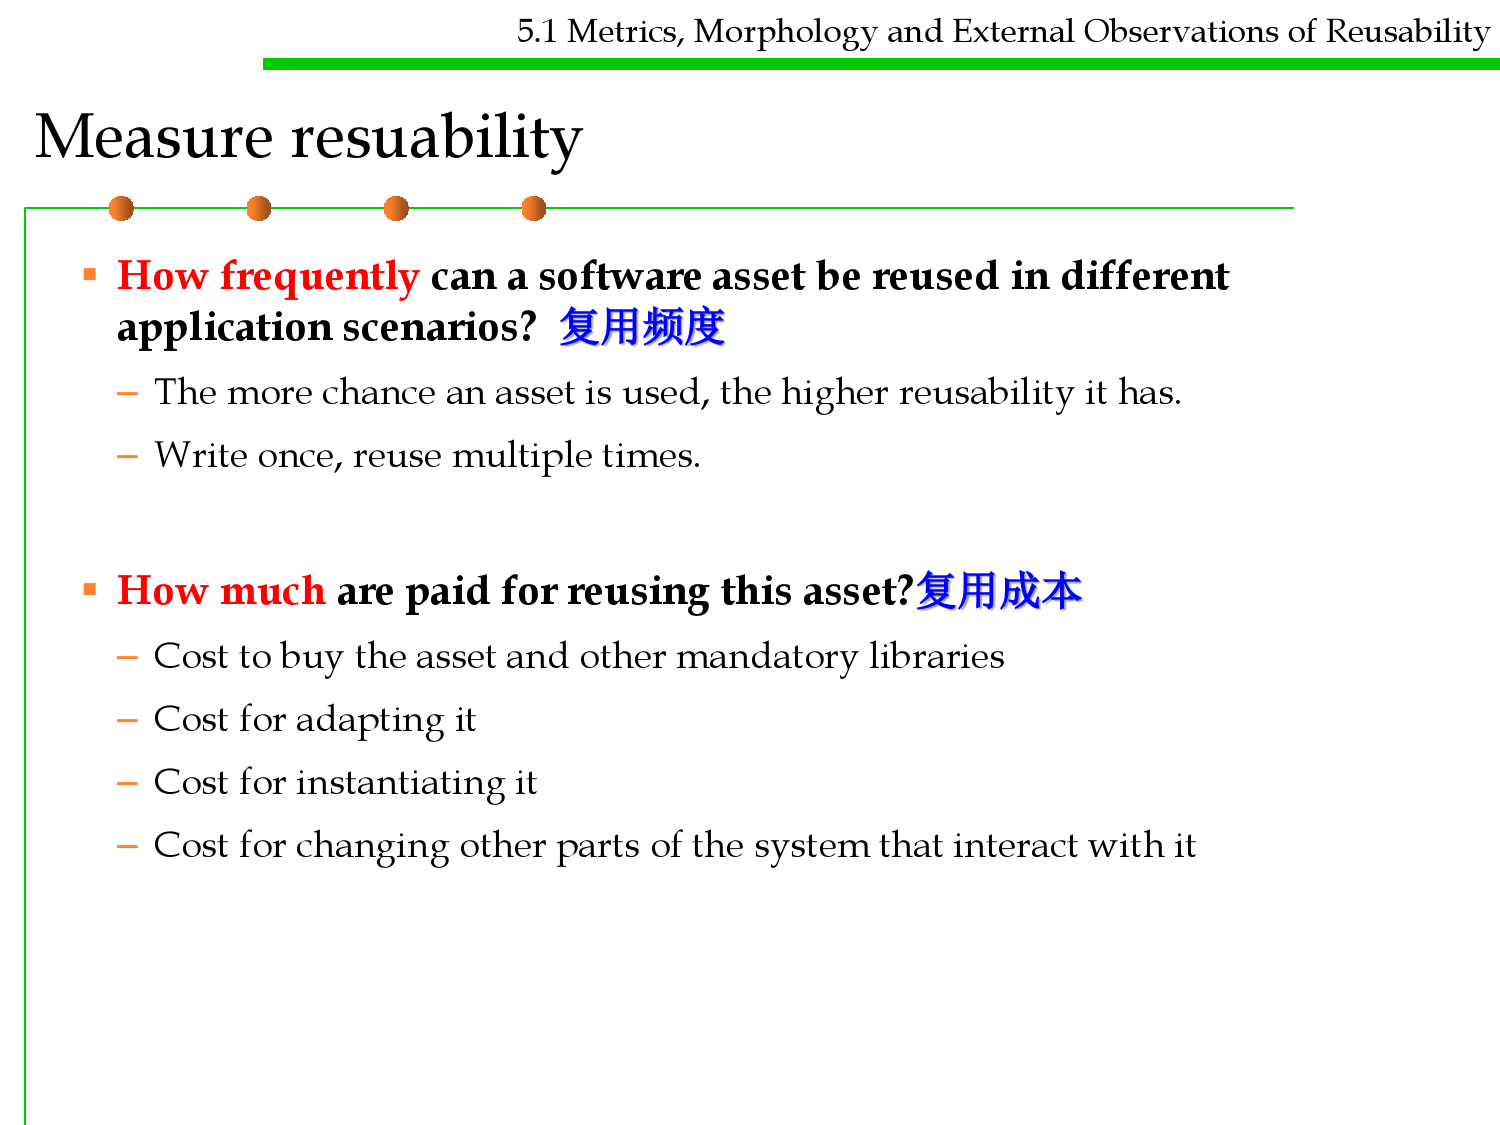 5.1 Metrics, Morphology and External Observations of Reusability
Measure resuability
How frequently can a software asset be reused in different
application scenarios? 复用频度
– The more chance an asset is used, the higher reusability it has.
– Write once, reuse multiple times.
How much are paid for reusing this asset?复用成本
– Cost to buy the asset and other mandatory libraries
– Cost for adapting it
– Cost for instantiating it
– Cost for changing other parts of the system that interact with it